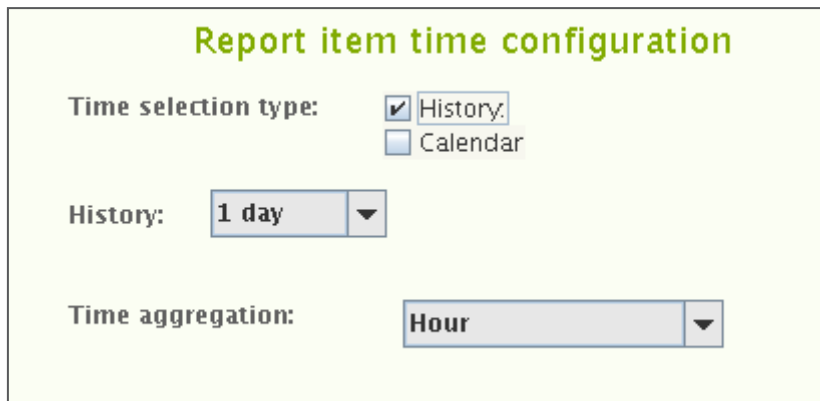 Report item time configuration
Time selection type:
History:
Calendar
History:
1 day
Time aggregation:
Hour